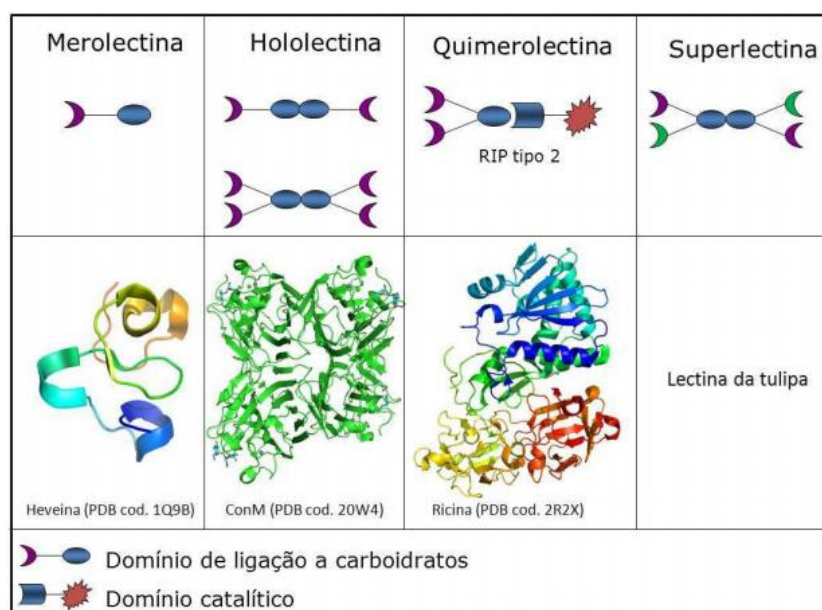 Merolectina
Hololectina
Quimerolectina
Superlectina
RIP tipo 2
Lectina da tulipa
Heveina (PDB cod. 1Q9B)
ConM (PDB cod. 2OW4)
Ricina (PDB cod. 2R2X)
Domínio de ligação a carboidratos
Domínio catalítico